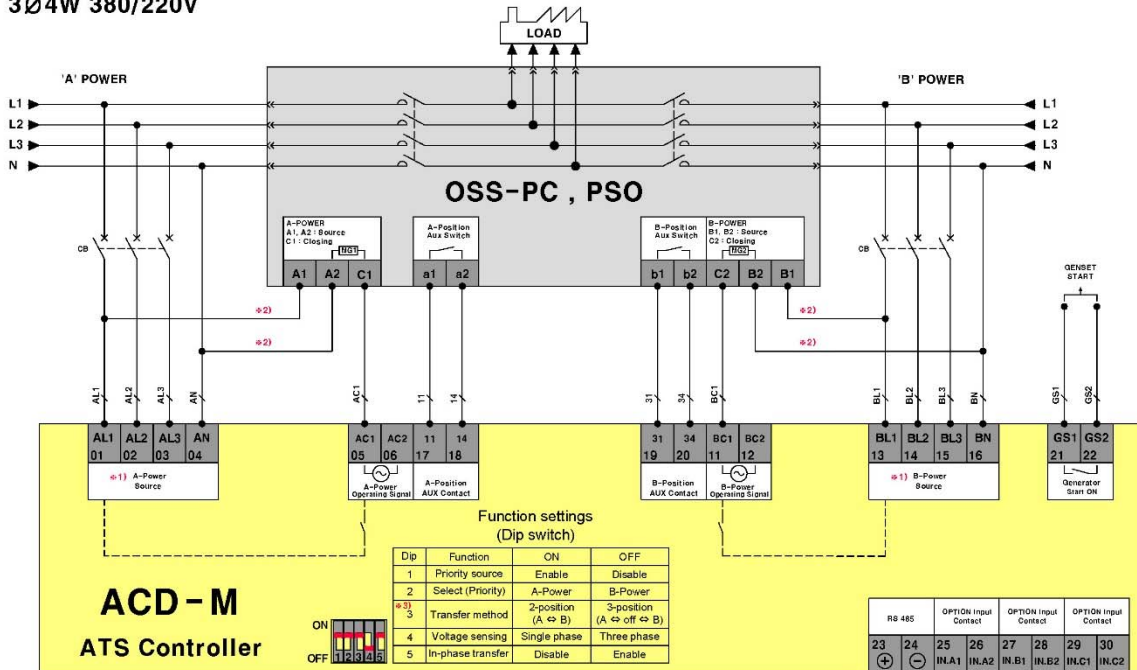 3Ø4W 380/220V
LOAD
'A' POWER
'B' POWER
L1
L2
L3
N
L1
L2
L3
N
OSS-PC , PSO
CB
CB
A-POWER
A1, A2 : Source
C1 : Closing
MG1
A-Position
Aux Switch
B-Position
Aux Switch
B-POWER
B1, B2 : Source
C2 : Closing
MG2
A1 A2 C1
a1 a2
b1 b2 C2 B2 B1
GENSET
START
※2)
※2)
※2)
※2)
AL1 AL2 AL3 AN AC1 11 14 31 34 BC1 BL1 BL2 BL3 BN GS1 GS2
AL1 AL2 AL3 AN
01 02 03 04
※1) A-Power
Source
AC1 AC2 11 14
05 06 17 18
A-Power
Operating Signal
A-Position
AUX Contact
31 34 BC1 BC2
19 20 11 12
B-Position
AUX Contact
B-Power
Operating Signal
BL1 BL2 BL3 BN
13 14 15 16
※1) B-Power
Source
GS1 GS2
21 22
Generator
Start ON
Function settings
(Dip switch)
Dip Function ON OFF
1 Priority source Enable Disable
2 Select (Priority) A-Power B-Power
※3)
3 Transfer method 2-position (A ⇔ B) 3-position (A ⇔ off ⇔ B)
4 Voltage sensing Single phase Three phase
5 In-phase transfer Disable Enable
ACD-M
ATS Controller
ON
OFF
1 2 3 4 5
RS 485
OPTION Input
Contact
OPTION Input
Contact
OPTION Input
Contact
23 24 25 26 27 28 29 30
⊕ ⊖ IN.A1 IN.A2 IN.B1 IN.B2 IN.C1 IN.C2